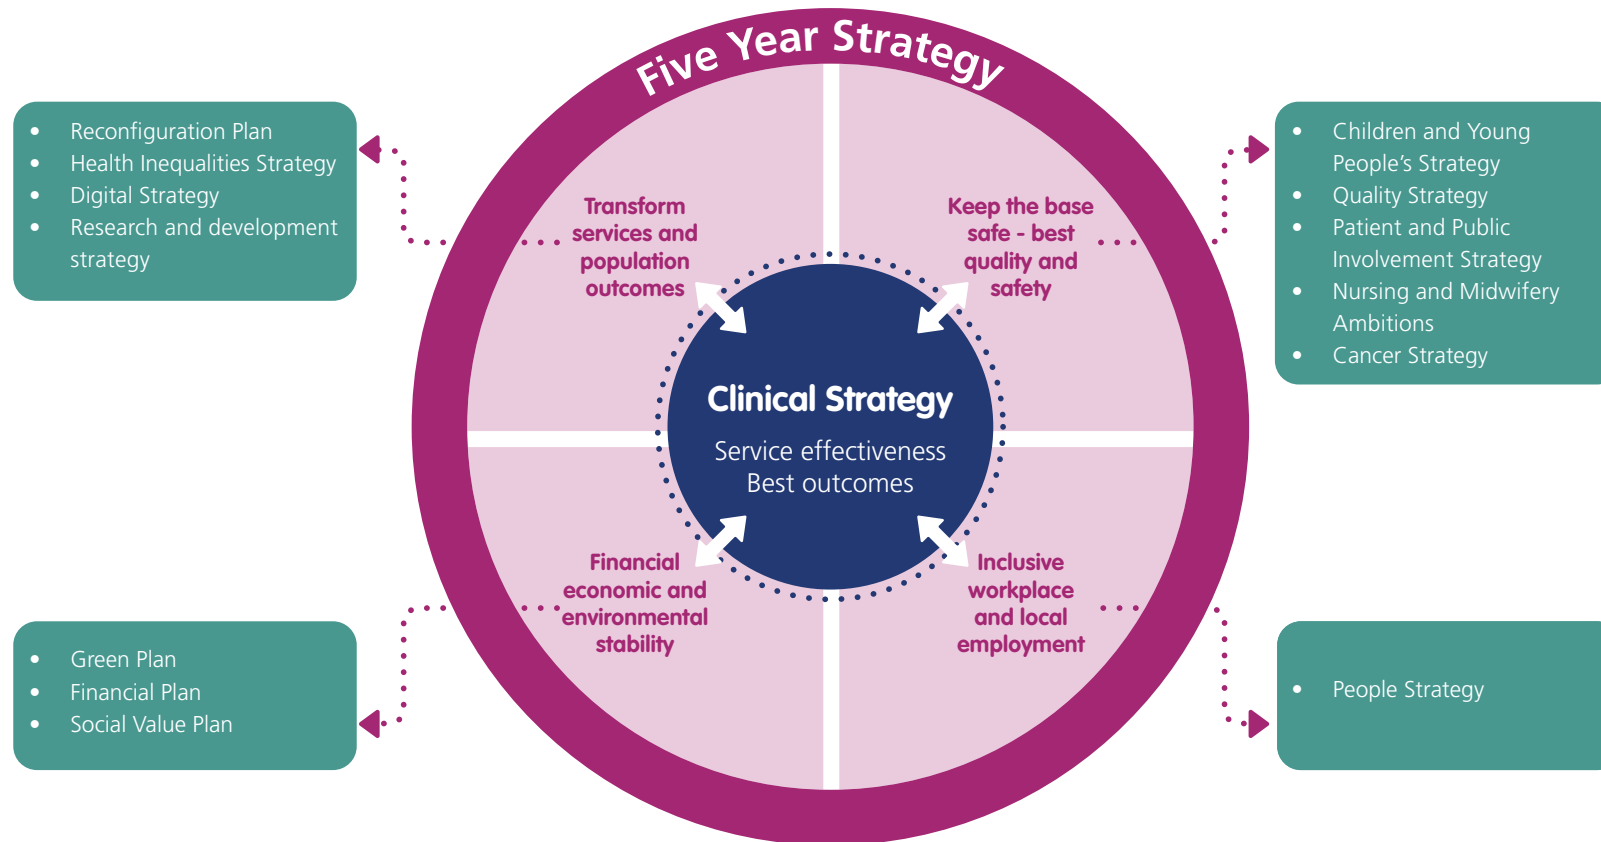 Five Year Strategy
• Reconfiguration Plan
• Health Inequalities Strategy
• Digital Strategy
• Research and development
strategy
Transform
services and
population
outcomes
Keep the base
safe - best
quality and
safety
• Children and Young
People’s Strategy
• Quality Strategy
• Patient and Public
Involvement Strategy
• Nursing and Midwifery
Ambitions
• Cancer Strategy
Clinical Strategy
Service effectiveness
Best outcomes
• Green Plan
• Financial Plan
• Social Value Plan
Financial
economic and
environmental
stability
Inclusive
workplace
and local
employment
• People Strategy